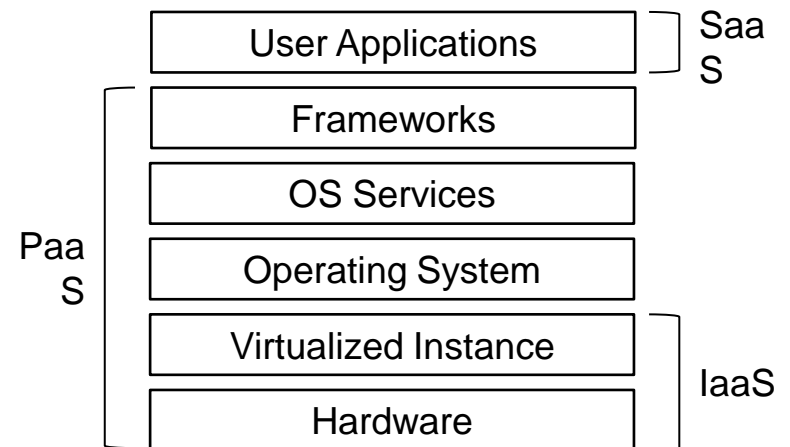 User Applications
Saa
S
Frameworks
OS Services
Paa
S
Operating System
Virtualized Instance
IaaS
Hardware